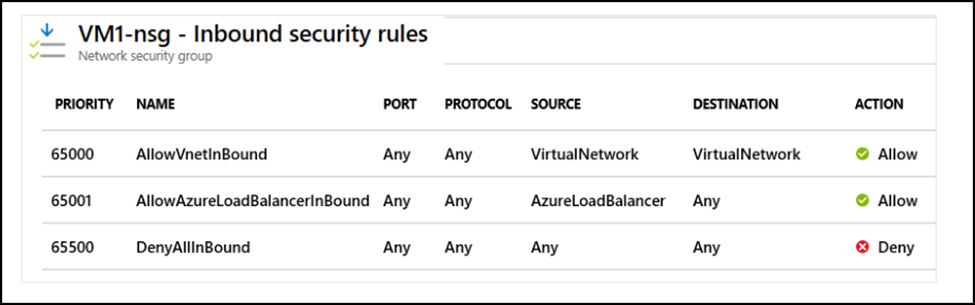 VM1-nsg - Inbound security rules
Network security group
PRIORITY NAME PORT PROTOCOL SOURCE DESTINATION ACTION
65000 AllowVnetInBound Any Any VirtualNetwork VirtualNetwork Allow
65001 AllowAzureLoadBalancerInBound Any Any AzureLoadBalancer Any Allow
65500 DenyAllInBound Any Any Any Any Deny